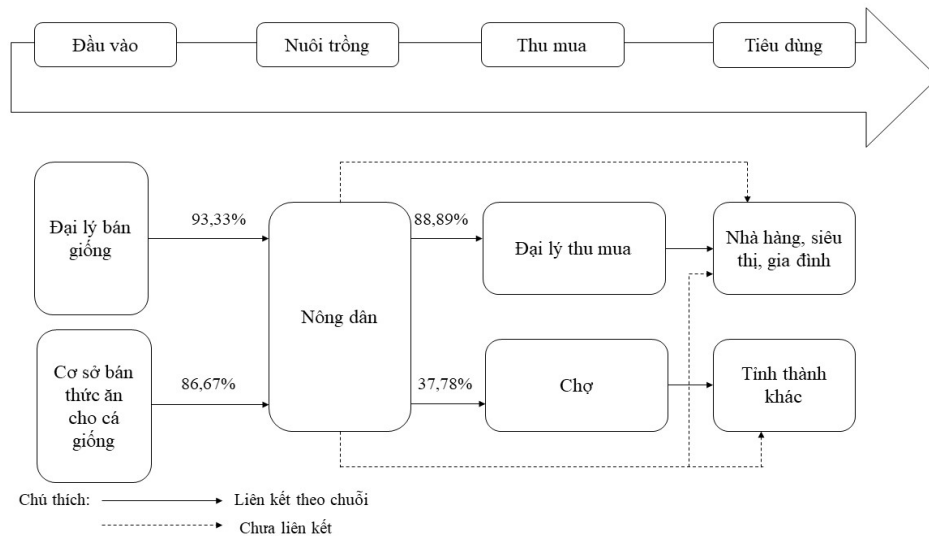 Đầu vào
Nuôi trồng
Thu mua
Tiêu dùng
Đại lý bán
giống
93,33%
Nông dân
88,89%
Đại lý thu mua
Nhà hàng, siêu
thị, gia đình
Cơ sở bán
thức ăn
cho cá
giống
86,67%
37,78%
Chợ
Tỉnh thành
khác
Chú thích:
Liên kết theo chuỗi
Chưa liên kết